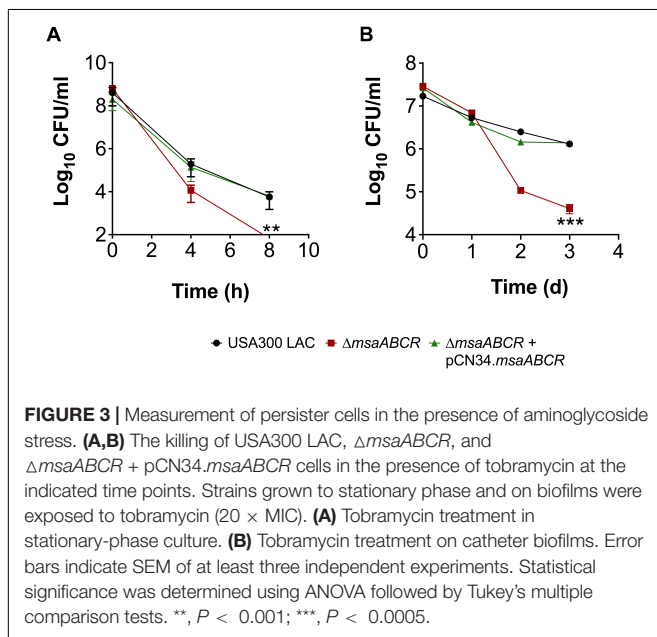 A
B
Log10 CFU/ml
10
8
6
4
2
0 2 4 6 8 10
**
Time (h)
Log10 CFU/ml
8
7
6
5
4
0 1 2 3 4
***
Time (d)
USA300 LAC ΔmsaABCR ΔmsaABCR +
pCN34.msaABCR
FIGURE 3 | Measurement of persister cells in the presence of aminoglycoside
stress. (A,B) The killing of USA300 LAC, △msaABCR, and
△msaABCR + pCN34.msaABCR cells in the presence of tobramycin at the
indicated time points. Strains grown to stationary phase and on biofilms were
exposed to tobramycin (20 × MIC). (A) Tobramycin treatment in
stationary-phase culture. (B) Tobramycin treatment on catheter biofilms. Error
bars indicate SEM of at least three independent experiments. Statistical
significance was determined using ANOVA followed by Tukey's multiple
comparison tests. **, P < 0.001; ***, P < 0.0005.